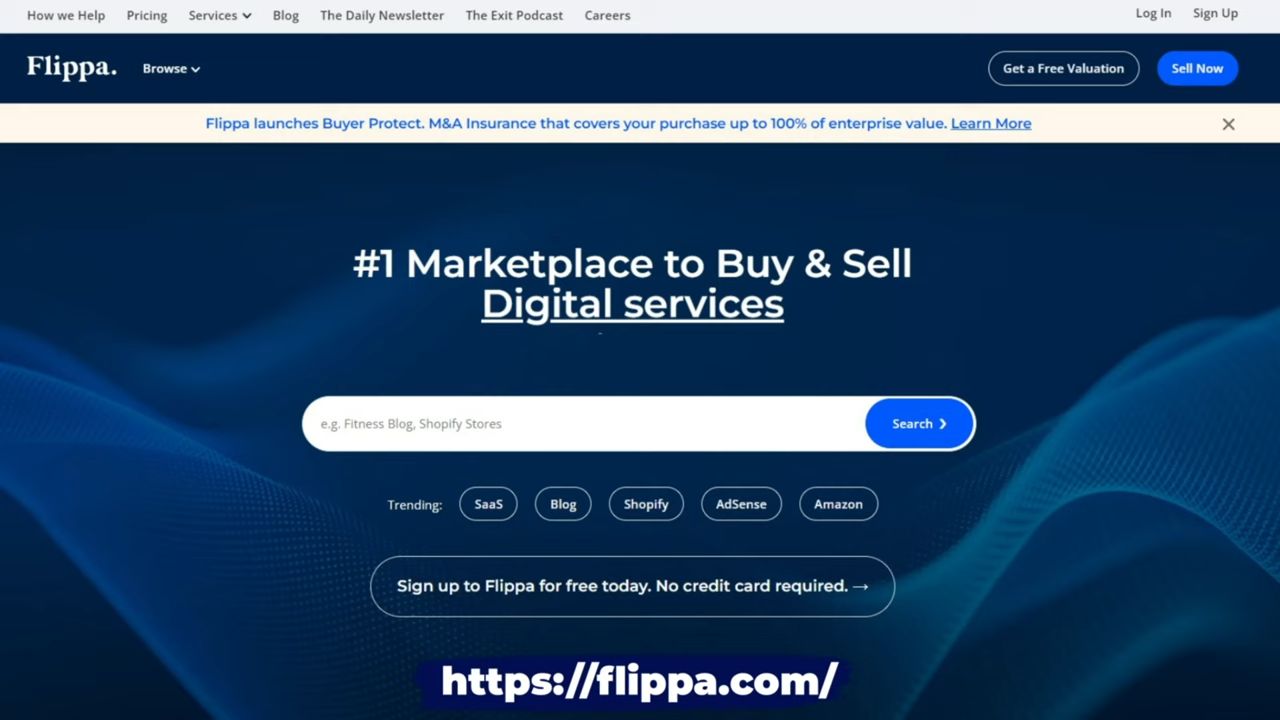 How we Help Pricing Services Blog The Daily Newsletter The Exit Podcast Careers Log In Sign Up
Flippa. Browse Get a Free Valuation Sell Now
Flippa launches Buyer Protect. M&A Insurance that covers your purchase up to 100% of enterprise value. Learn More
#1 Marketplace to Buy & Sell
Digital services
e.g. Fitness Blog, Shopify Stores Search
Trending: SaaS Blog Shopify AdSense Amazon
Sign up to Flippa for free today. No credit card required. →
https://flippa.com/